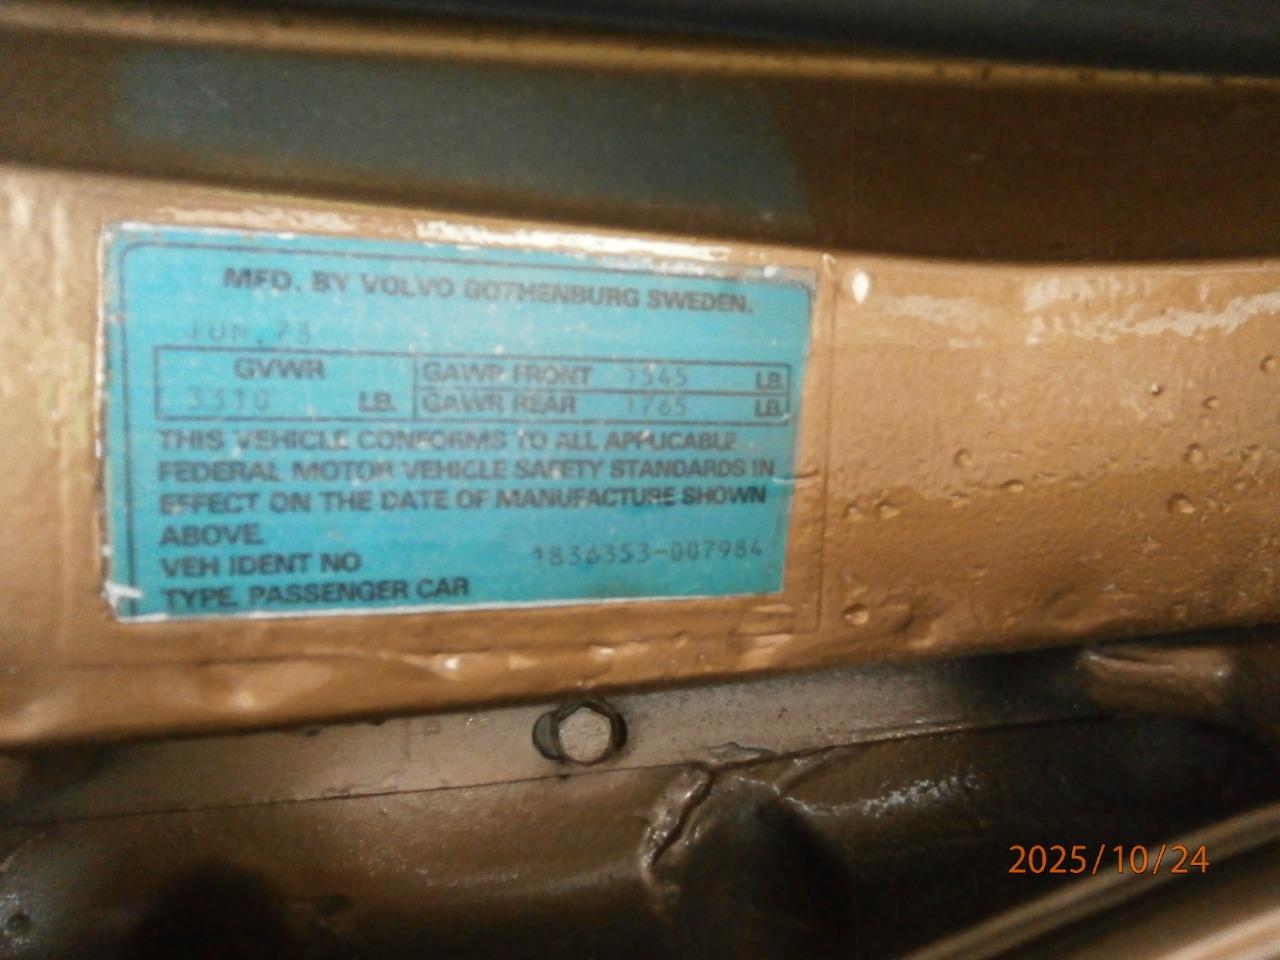 MFD. BY VOLVO GOTHENBURG SWEDEN.
JUN.73
GVWR
3310 LB.
GAWR FRONT 1545 LB.
GAWR REAR 1765 LB.
THIS VEHICLE CONFORMS TO ALL APPLICABLE
FEDERAL MOTOR VEHICLE SAFETY STANDARDS IN
EFFECT ON THE DATE OF MANUFACTURE SHOWN
ABOVE.
VEH IDENT NO 1836353-007984
TYPE. PASSENGER CAR
2025/10/24